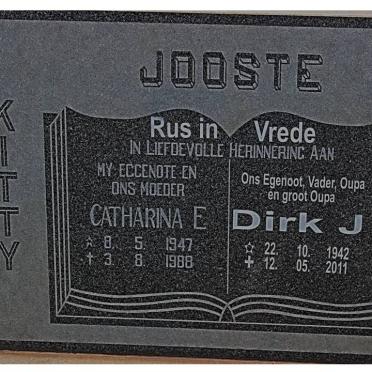 JOOSTE
KITTY
Rus in Vrede
IN LIEFDEVOLLE HERINNERING AAN
MY EGGENOTE EN
ONS MOEDER
CATHARINA E
☆ 8. 5. 1947
✝ 3. 8. 1988
Ons Egenoot, Vader, Oupa
en groot Oupa
Dirk J
☆ 22. 10. 1942
✝ 12. 05. 2011